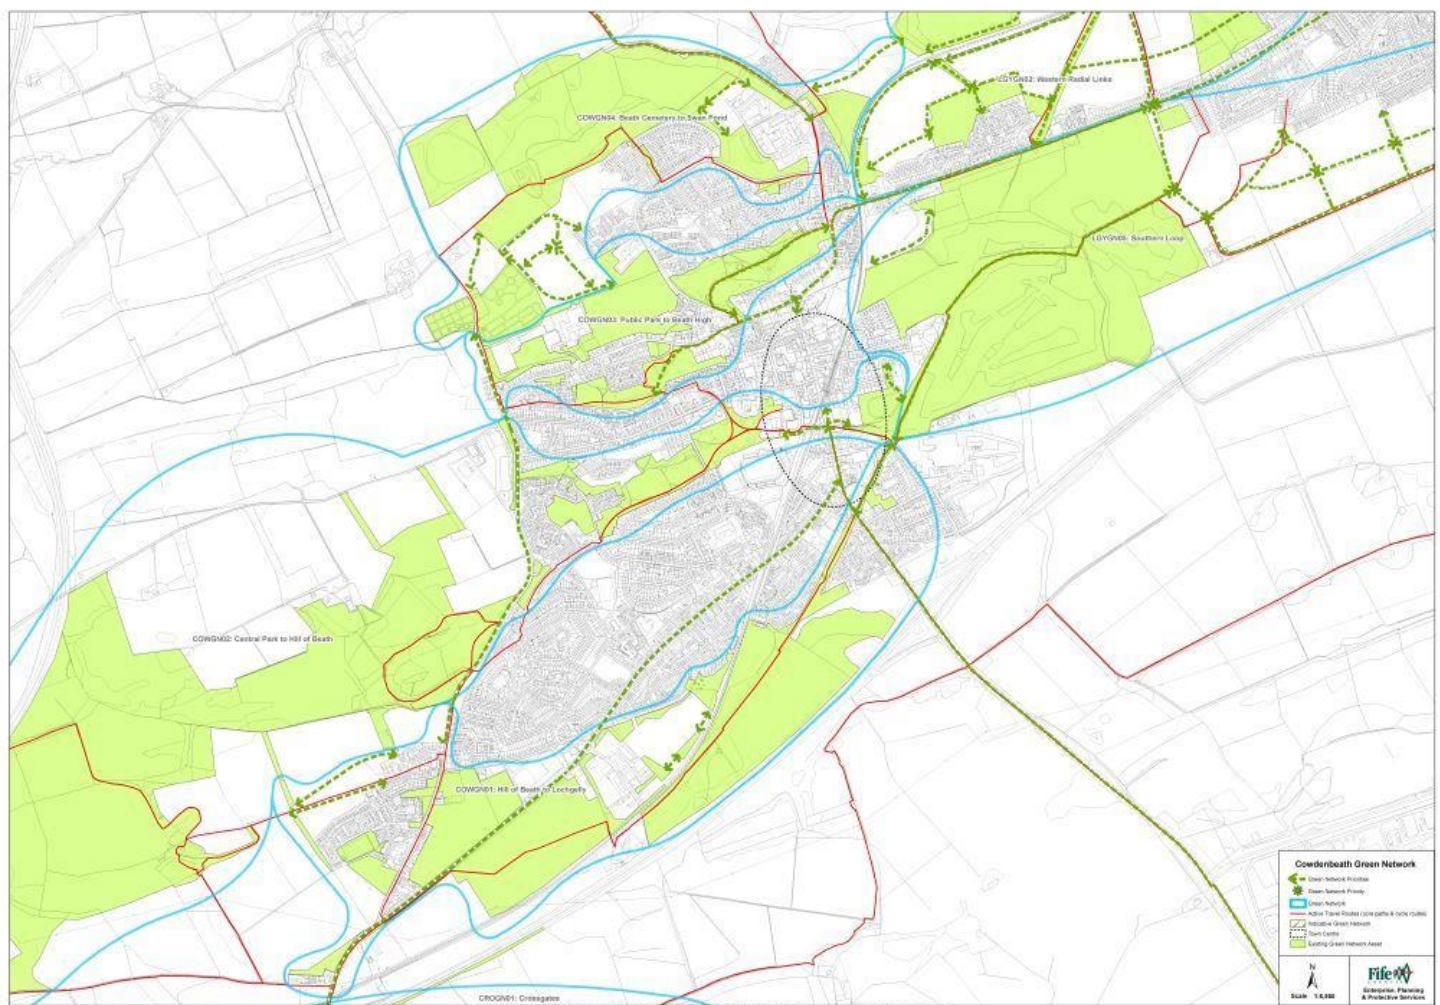 LGYGN02: Western Radial Links
COWGN04: Beath Cemetery to Swan Pond
LGYGN05: Southern Loop
COWGN03: Public Park to Beath High
COWGN02: Central Park to Hill of Beath
COWGN01: Hill of Beath to Lochgelly
CROGN01: Crossgates
Cowdenbeath Green Network
Green Network Priorities
Green Network Priority
Green Network
Active Travel Routes (core paths & cycle routes)
Indicative Green Network
Town Centre
Existing Green Network Asset
N
Scale
Fife
COUNCIL
Enterprise, Planning
& Protective Services